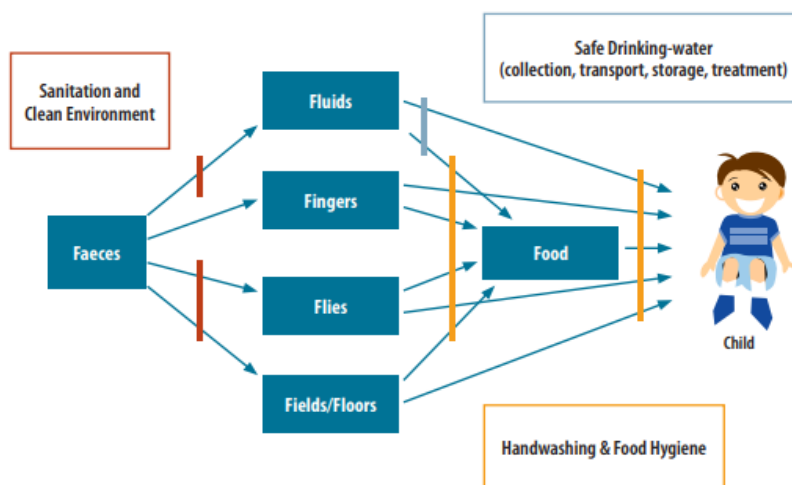 Sanitation and
Clean Environment
Safe Drinking-water
(collection, transport, storage, treatment)
Fluids
Fingers
Faeces
Food
Flies
Fields/Floors
Child
Handwashing & Food Hygiene